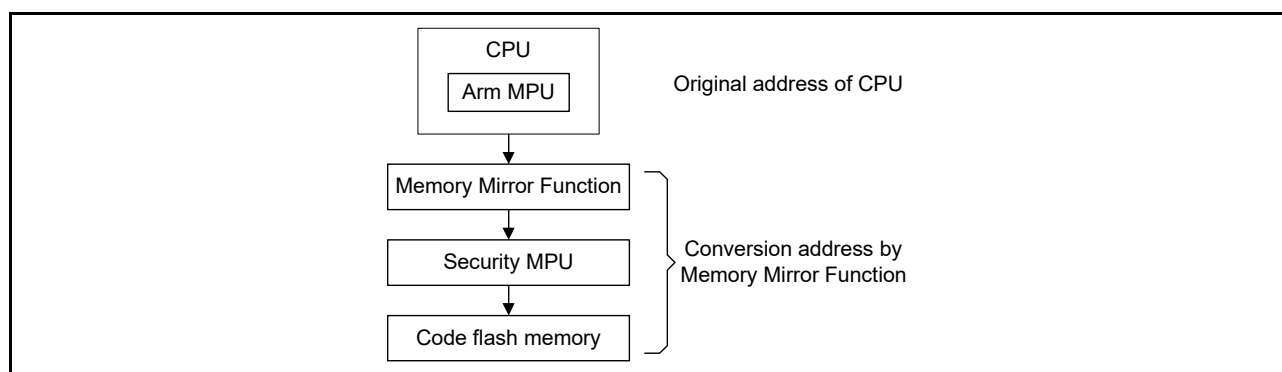 CPU
Arm MPU
Original address of CPU
Memory Mirror Function
Security MPU
Code flash memory
Conversion address by
Memory Mirror Function